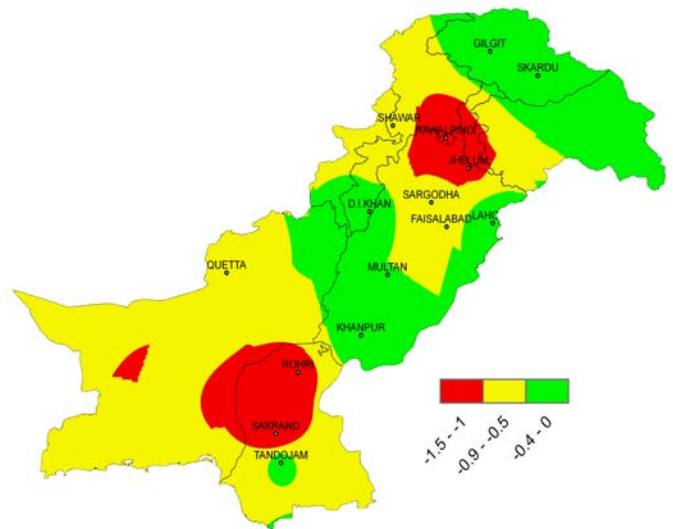 GILGIT
SKARDU
SHAWAR
RAWALPINDI
JHELUM
SARGODHA
D.I.KHAN
FAISALABAD
LAHC
QUETTA
MULTAN
KHANPUR
ROHRI
SAKRAND
TANDOJAM
-1.5 - -1
-0.9 - -0.5
-0.4 - 0